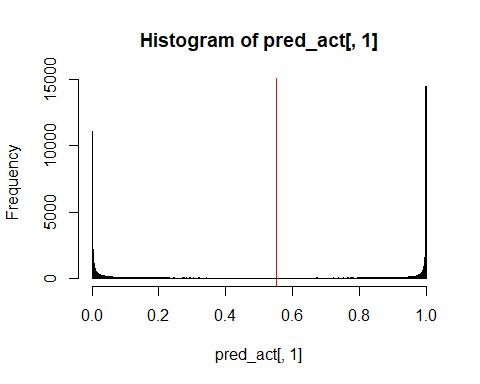 Histogram of pred_act[, 1]
Frequency
15000
10000
5000
0
0.0 0.2 0.4 0.6 0.8 1.0
pred_act[, 1]